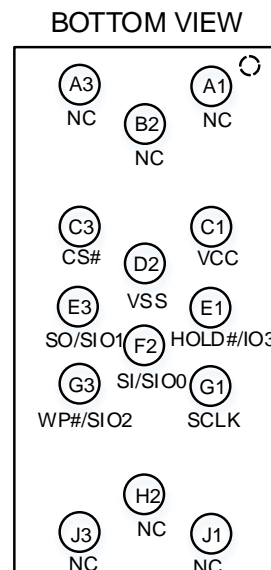 BOTTOM VIEW
A3 A1
NC NC
B2
NC
C3 C1
CS# VCC
D2
VSS
E3 E1
SO/SIO1 HOLD#/IO3
F2
SI/SIO0
G3 G1
WP#/SIO2 SCLK
H2
NC
J3 J1
NC NC